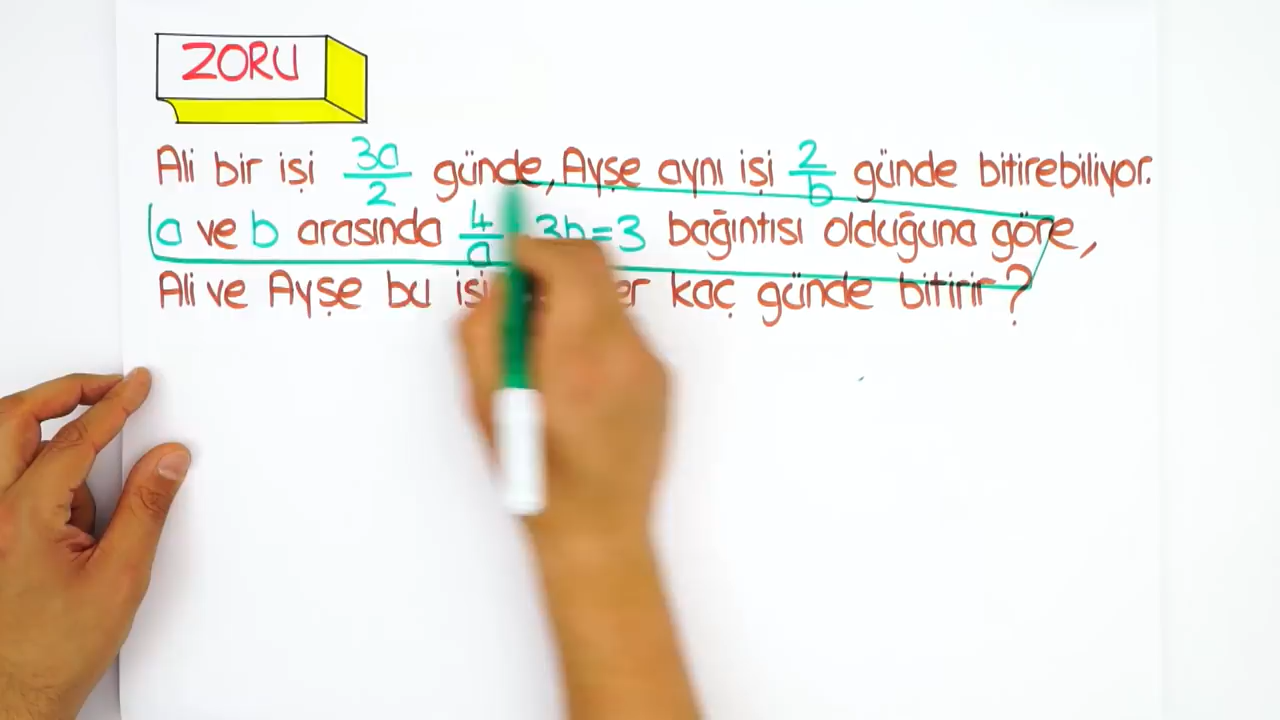 ZORU
Ali bir işi 3a/2 günde, Ayşe aynı işi 2/b günde bitirebiliyor.
a ve b arasında 4/a 3b=3 bağıntısı olduğuna göre,
Ali ve Ayşe bu kaç günde bitirir?